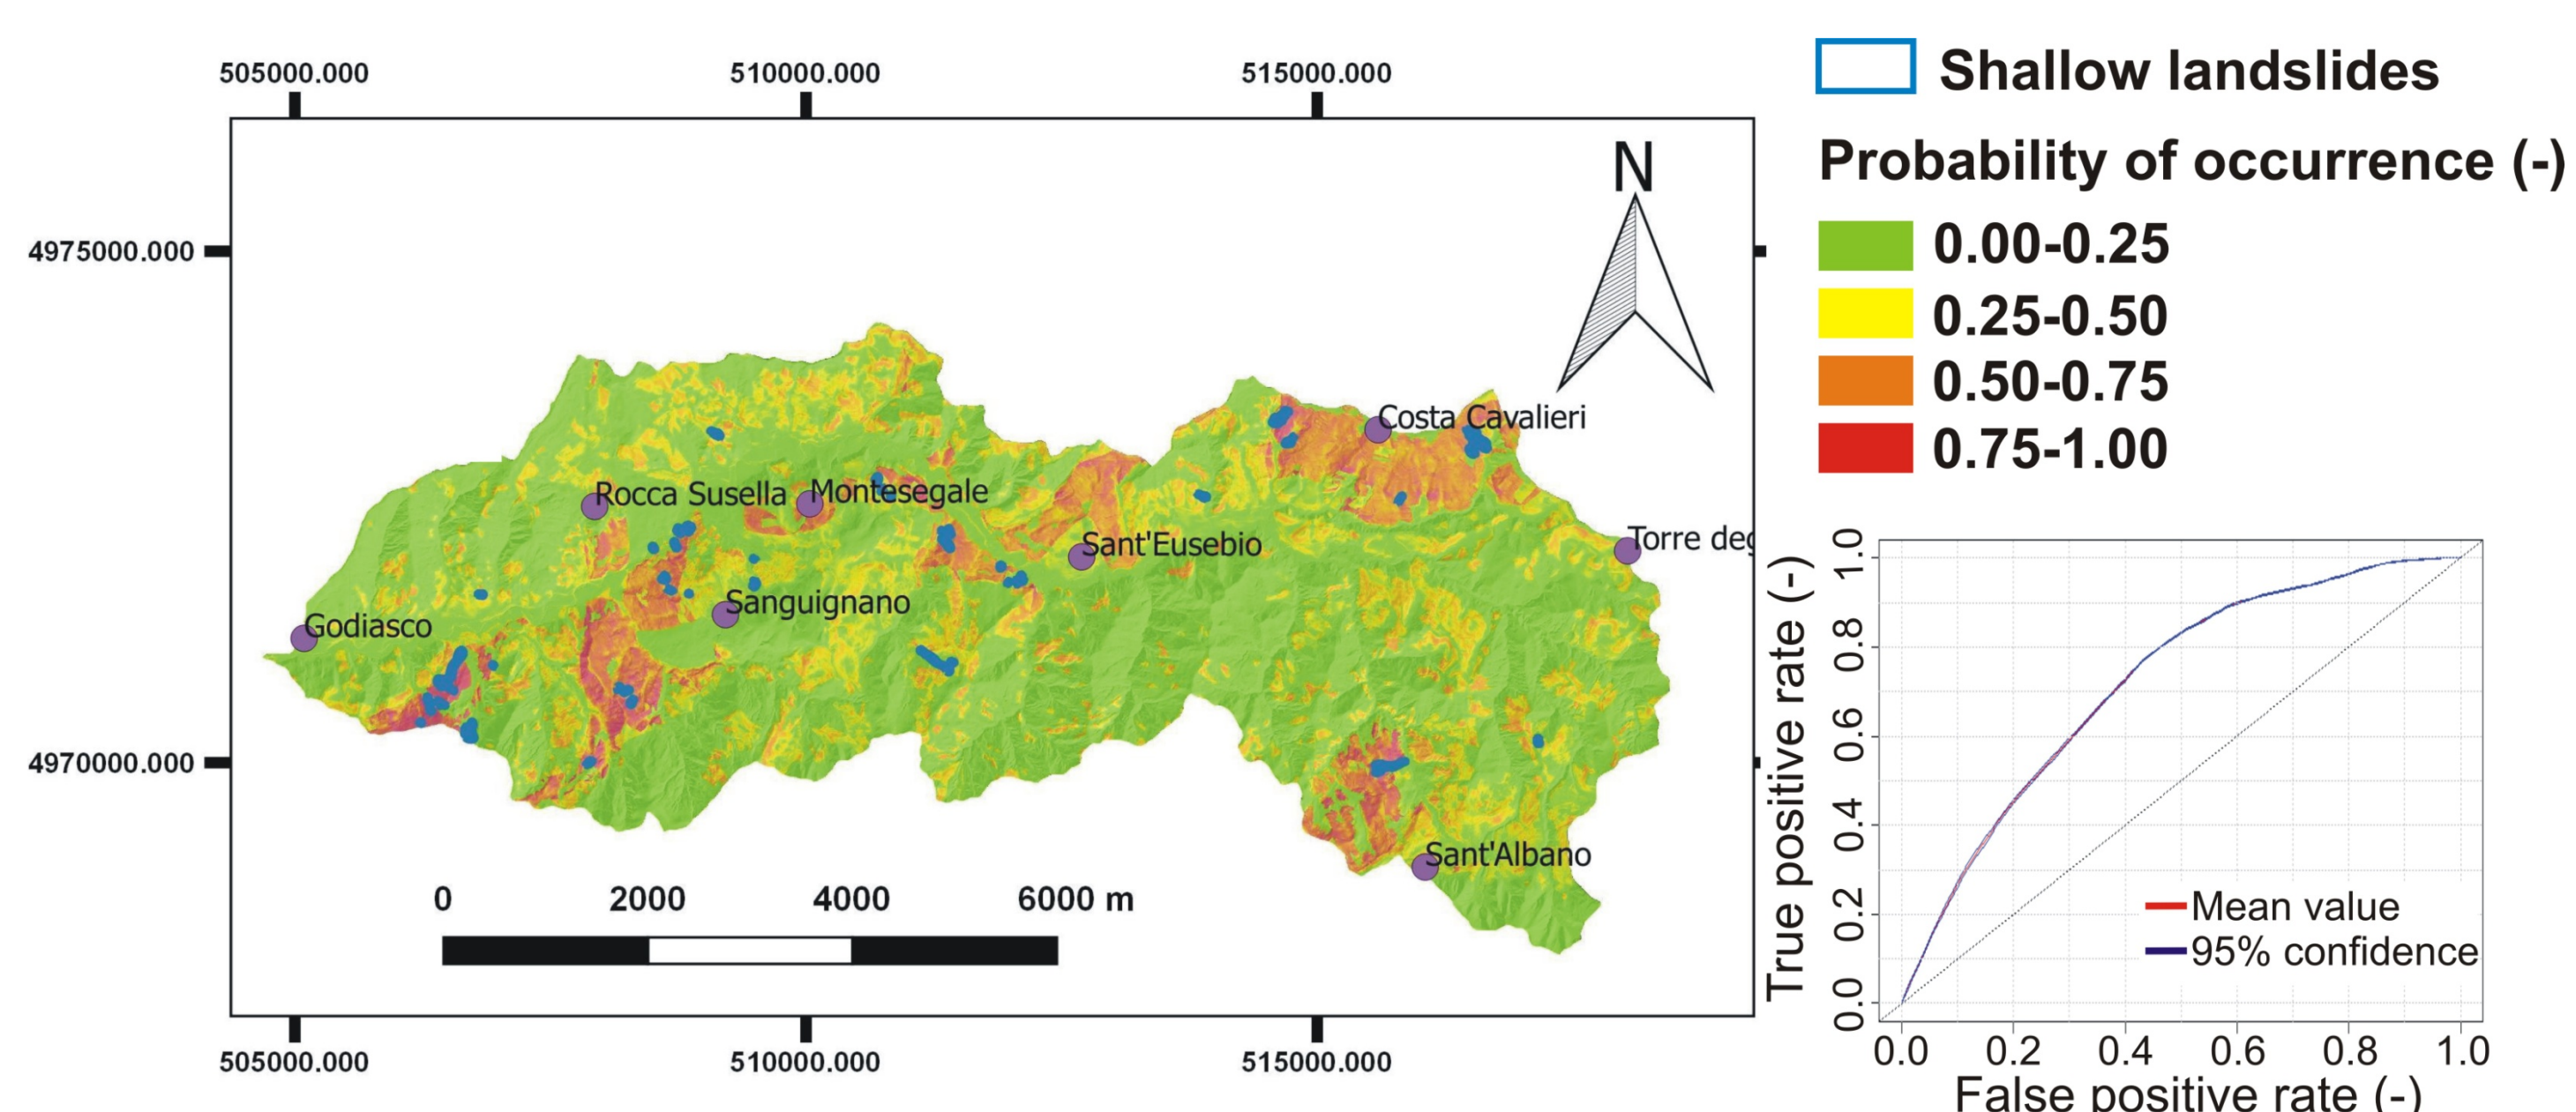 505000.000 510000.000 515000.000
4975000.000
4970000.000
N
Costa Cavalieri
Rocca Susella
Montesegale
Sant'Eusebio
Torre deg
Sanguignano
Godiasco
Sant'Albano
0 2000 4000 6000 m
505000.000 510000.000 515000.000
Shallow landslides
Probability of occurrence (-)
0.00-0.25
0.25-0.50
0.50-0.75
0.75-1.00
True positive rate (-)
1.0
0.8
0.6
0.4
0.2
0.0
Mean value
95% confidence
0.0 0.2 0.4 0.6 0.8 1.0
False positive rate (-)